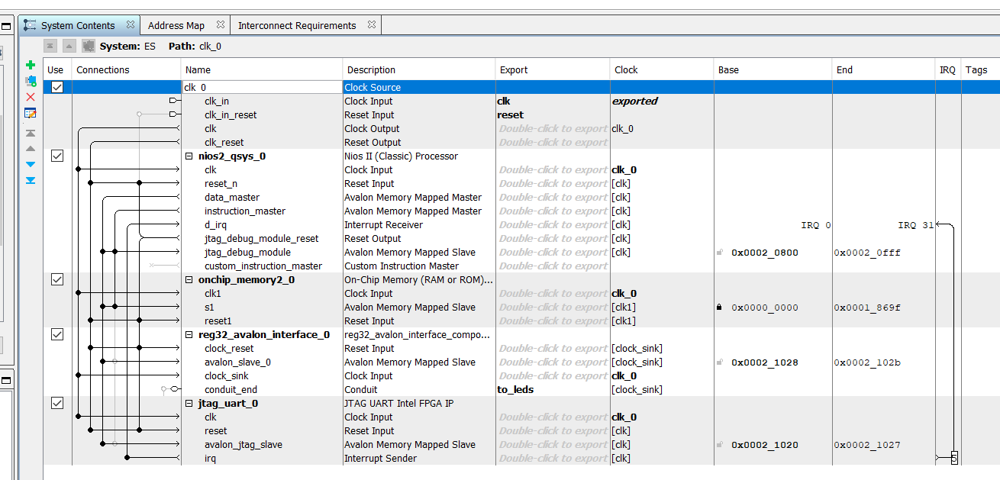 System Contents Address Map Interconnect Requirements
System: ES Path: clk_0
Use Connections Name Description Export Clock Base End IRQ Tags
clk_0 Clock Source
clk_in Clock Input clk exported
clk_in_reset Reset Input reset
clk Clock Output Double-click to export clk_0
clk_reset Reset Output Double-click to export
nios2_qsys_0 Nios II (Classic) Processor
clk Clock Input Double-click to export clk_0
reset_n Reset Input Double-click to export [clk]
data_master Avalon Memory Mapped Master Double-click to export [clk]
instruction_master Avalon Memory Mapped Master Double-click to export [clk]
d_irq Interrupt Receiver Double-click to export [clk] IRQ 0 IRQ 31
jtag_debug_module_reset Reset Output Double-click to export [clk]
jtag_debug_module Avalon Memory Mapped Slave Double-click to export [clk] 0x0002_0800 0x0002_0fff
custom_instruction_master Custom Instruction Master Double-click to export
onchip_memory2_0 On-Chip Memory (RAM or ROM)...
clk1 Clock Input Double-click to export clk_0
s1 Avalon Memory Mapped Slave Double-click to export [clk1] 0x0000_0000 0x0001_869f
reset1 Reset Input Double-click to export [clk1]
reg32_avalon_interface_0 reg32_avalon_interface_compo...
clock_reset Reset Input Double-click to export [clock_sink]
avalon_slave_0 Avalon Memory Mapped Slave Double-click to export [clock_sink] 0x0002_1028 0x0002_102b
clock_sink Clock Input Double-click to export clk_0
conduit_end Conduit to_leds [clock_sink]
jtag_uart_0 JTAG UART Intel FPGA IP
clk Clock Input Double-click to export clk_0
reset Reset Input Double-click to export [clk]
avalon_jtag_slave Avalon Memory Mapped Slave Double-click to export [clk] 0x0002_1020 0x0002_1027
irq Interrupt Sender Double-click to export [clk] 5